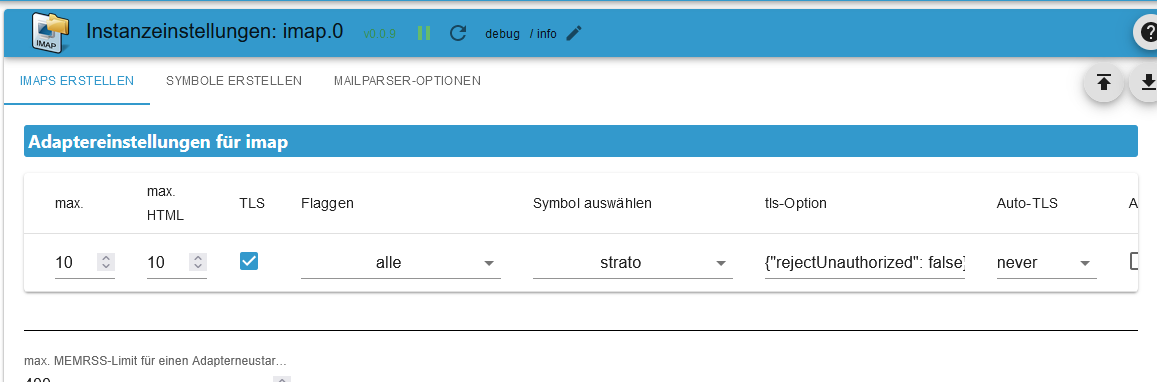 IMAP
Instanzeinstellungen: imap.0 v0.0.9 debug / info
IMAPS ERSTELLEN SYMBOLE ERSTELLEN MAILPARSER-OPTIONEN
Adaptereinstellungen für imap
max. max. HTML TLS Flaggen Symbol auswählen tls-Option Auto-TLS A
10 10 alle strato {"rejectUnauthorized": false} never
max. MEMRSS-Limit für einen Adapterneustar...